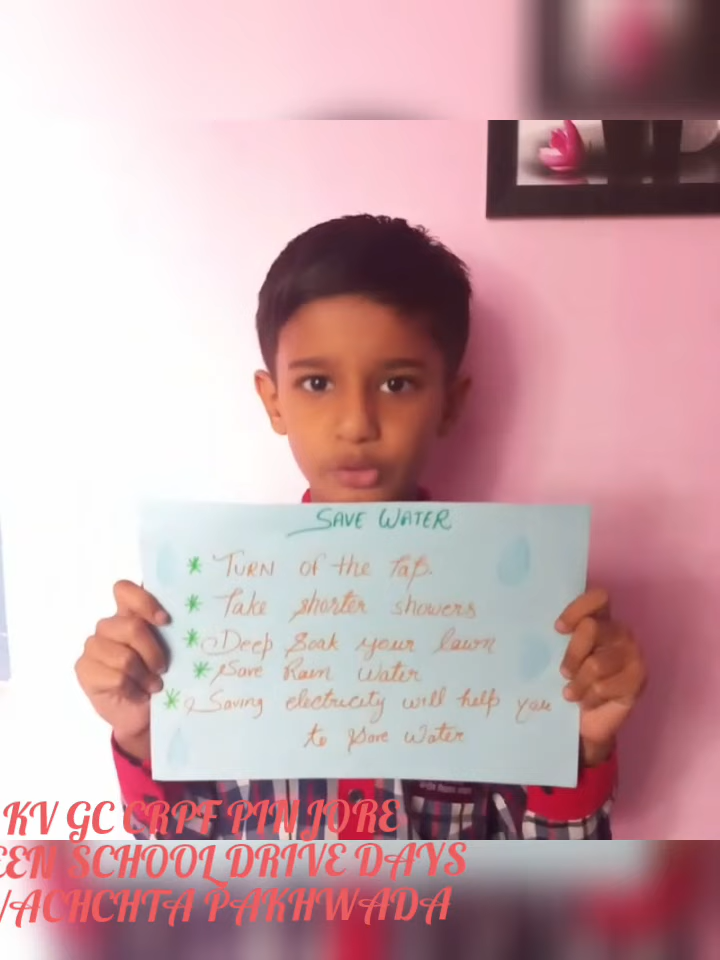 SAVE WATER
* TURN of the Tap.
* Take shorter showers
* Deep Soak your lawn
* Save Rain Water
* Saving electricity will help you
to Save Water
KV GC CRPF PINJORE
EEN SCHOOL DRIVE DAYS
/ACHCHTA PAKHWADA